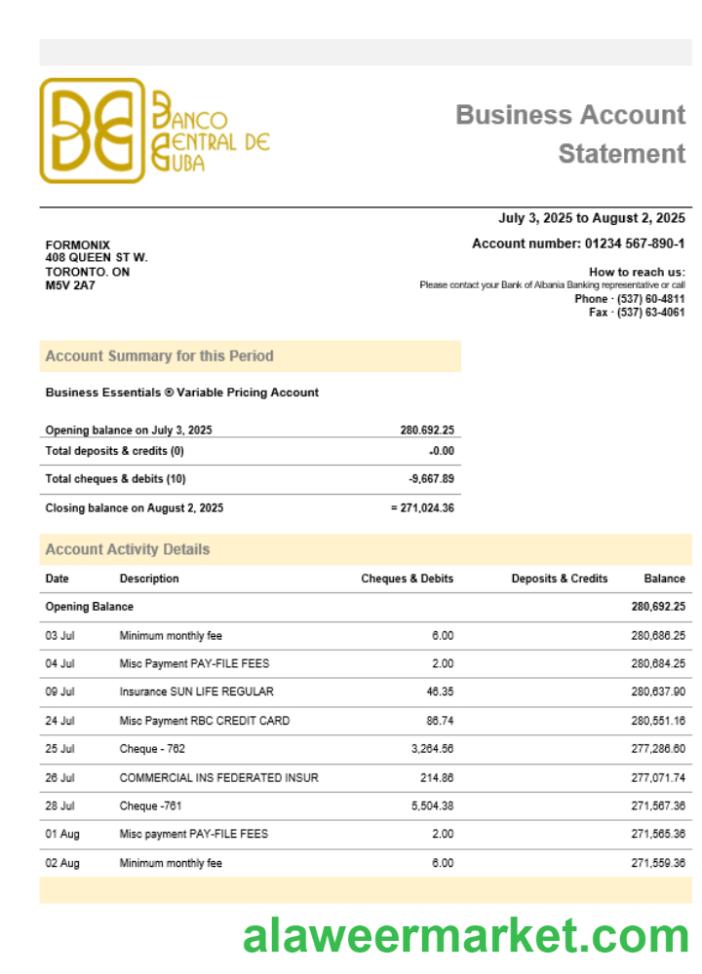 BANCO
CENTRAL DE
CUBA
Business Account
Statement
July 3, 2025 to August 2, 2025
Account number: 01234 567-890-1
FORMONIX
408 QUEEN ST W.
TORONTO. ON
M5V 2A7
How to reach us:
Please contact your Bank of Albania Banking representative or call
Phone · (537) 60-4811
Fax · (537) 63-4061
Account Summary for this Period
Business Essentials ® Variable Pricing Account
Opening balance on July 3, 2025 280.692.25
Total deposits & credits (0) -0.00
Total cheques & debits (10) -9,667.89
Closing balance on August 2, 2025 = 271,024.36
Account Activity Details
Date Description Cheques & Debits Deposits & Credits Balance
Opening Balance 280,692.25
03 Jul Minimum monthly fee 6.00 280,686.25
04 Jul Misc Payment PAY-FILE FEES 2.00 280,684.25
09 Jul Insurance SUN LIFE REGULAR 46.35 280,637.90
24 Jul Misc Payment RBC CREDIT CARD 86.74 280,551.16
25 Jul Cheque - 762 3,264.56 277,286.60
26 Jul COMMERCIAL INS FEDERATED INSUR 214.86 277,071.74
28 Jul Cheque -761 5,504.38 271,567.36
01 Aug Misc payment PAY-FILE FEES 2.00 271,565.36
02 Aug Minimum monthly fee 6.00 271,559.36
alaweermarket.com